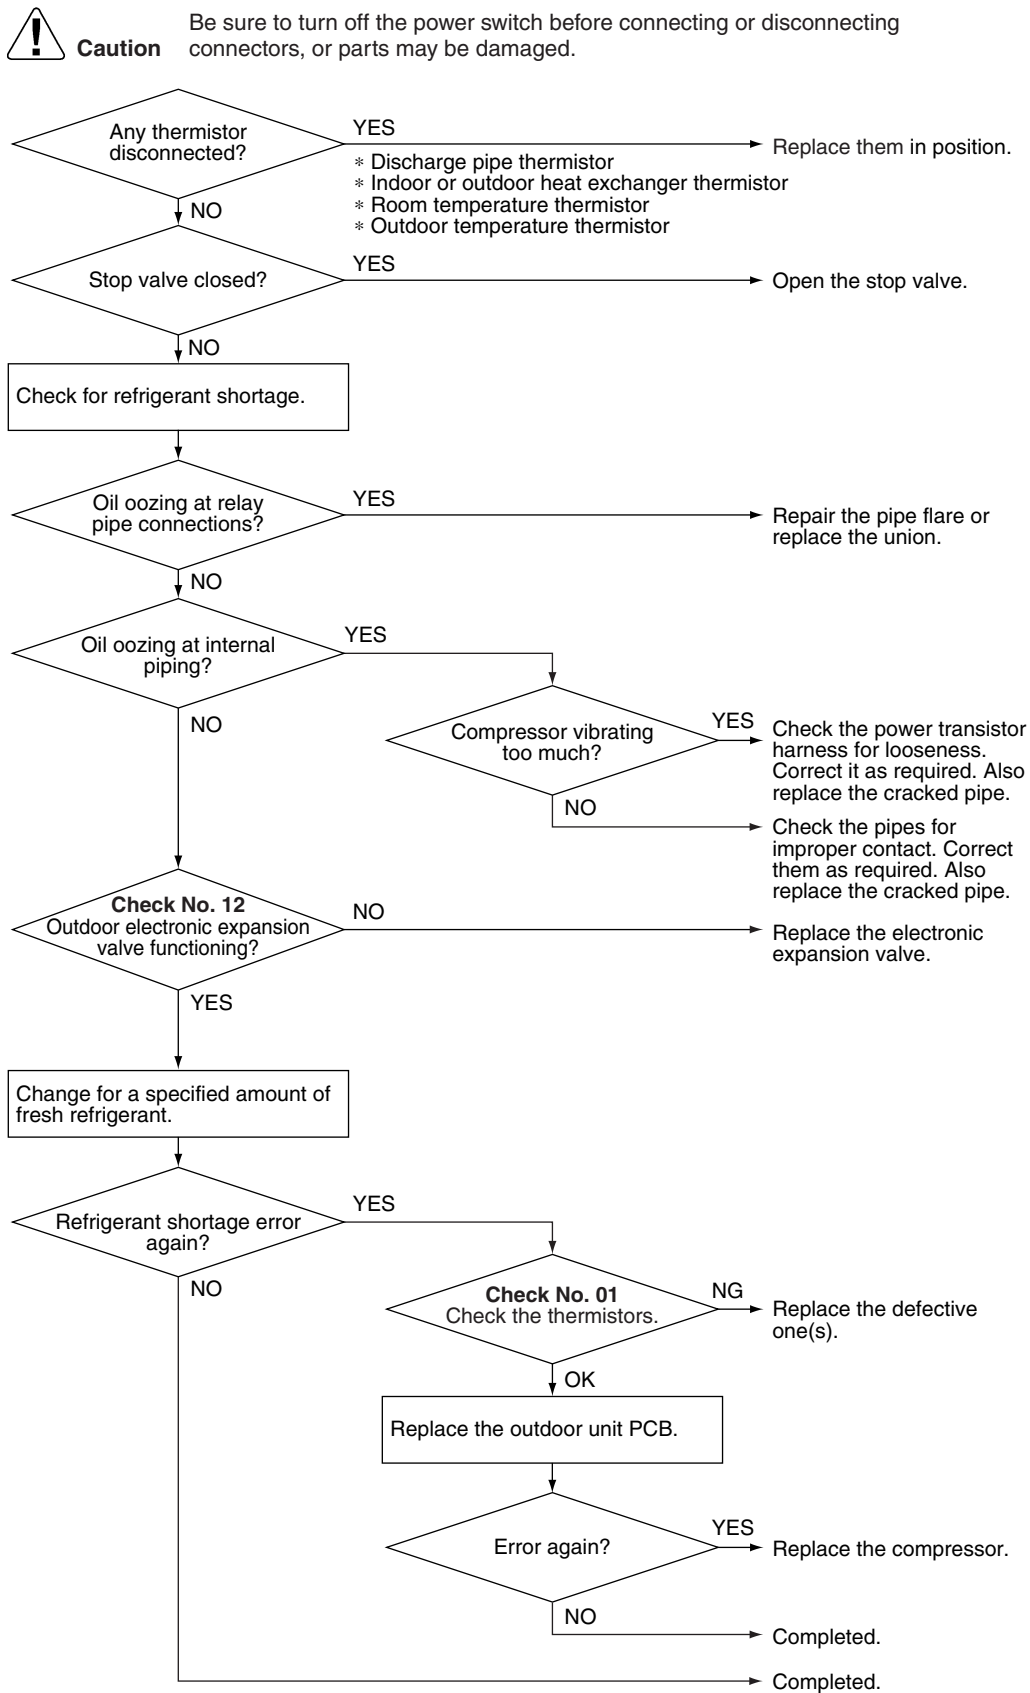 Be sure to turn off the power switch before connecting or disconnecting
Caution connectors, or parts may be damaged.
Any thermistor
disconnected?
YES
Replace them in position.
* Discharge pipe thermistor
* Indoor or outdoor heat exchanger thermistor
* Room temperature thermistor
* Outdoor temperature thermistor
NO
Stop valve closed?
YES
Open the stop valve.
NO
Check for refrigerant shortage.
Oil oozing at relay
pipe connections?
YES
Repair the pipe flare or
replace the union.
NO
Oil oozing at internal
piping?
YES
NO
Compressor vibrating
too much?
YES
Check the power transistor
harness for looseness.
Correct it as required. Also
replace the cracked pipe.
NO
Check the pipes for
improper contact. Correct
them as required. Also
replace the cracked pipe.
Check No. 12
Outdoor electronic expansion
valve functioning?
NO
Replace the electronic
expansion valve.
YES
Change for a specified amount of
fresh refrigerant.
Refrigerant shortage error
again?
YES
NO
Check No. 01
Check the thermistors.
NG
Replace the defective
one(s).
OK
Replace the outdoor unit PCB.
Error again?
YES
Replace the compressor.
NO
Completed.
Completed.